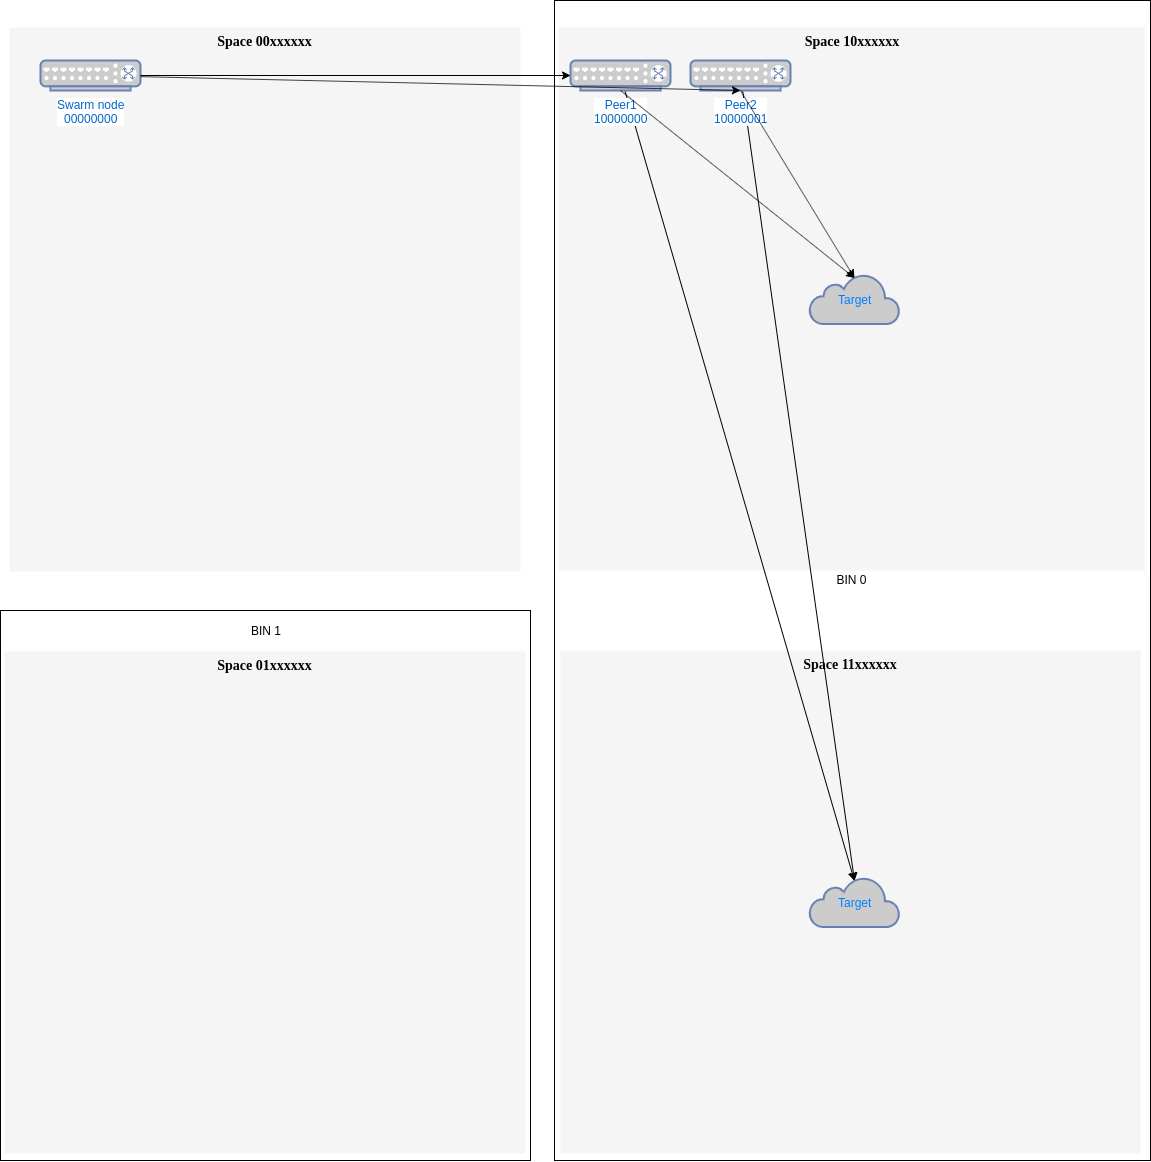 Space 00xxxxxx
Space 10xxxxxx
Swarm node
00000000
Peer1
10000000
Peer2
10000001
Target
BIN 0
BIN 1
Space 01xxxxxx
Space 11xxxxxx
Target